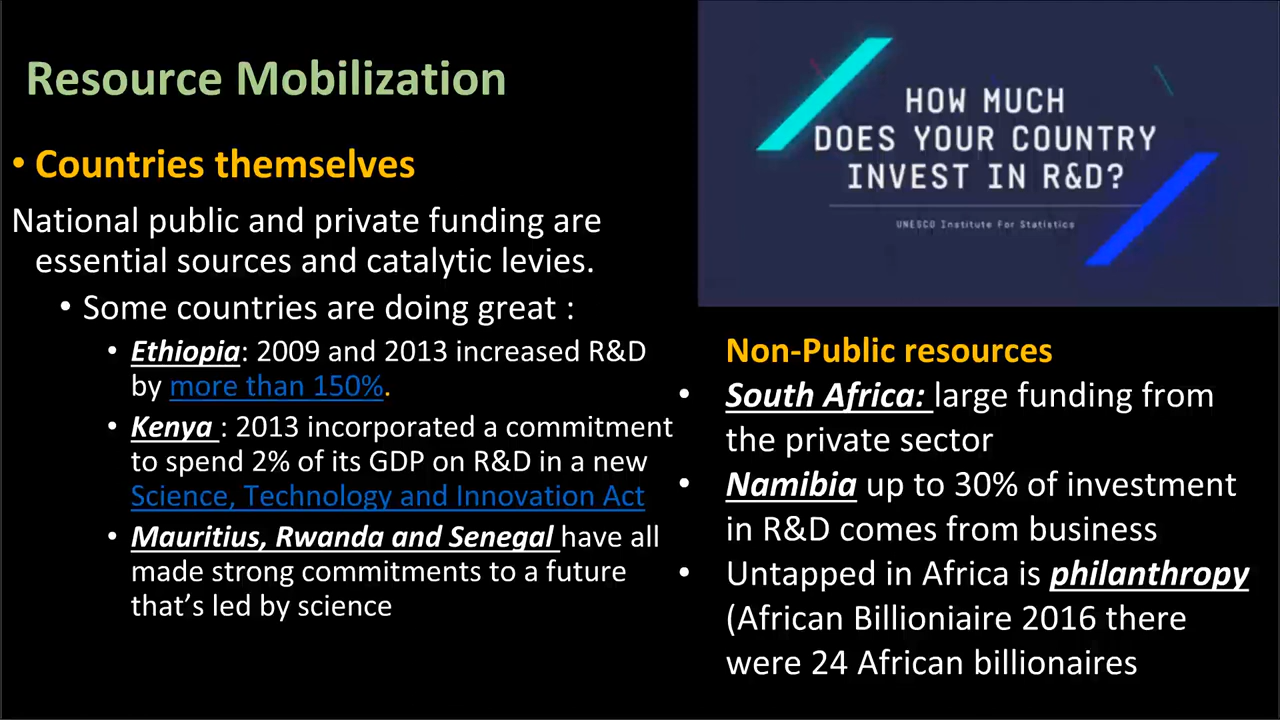 Resource Mobilization
• Countries themselves
National public and private funding are
essential sources and catalytic levies.
• Some countries are doing great :
• Ethiopia: 2009 and 2013 increased R&D
by more than 150%.
• Kenya : 2013 incorporated a commitment
to spend 2% of its GDP on R&D in a new
Science, Technology and Innovation Act
• Mauritius, Rwanda and Senegal have all
made strong commitments to a future
that's led by science
HOW MUCH
DOES YOUR COUNTRY
INVEST IN R&D?
UNESCO Institute For Statistics
Non-Public resources
• South Africa: large funding from
the private sector
• Namibia up to 30% of investment
in R&D comes from business
• Untapped in Africa is philanthropy
(African Billioniaire 2016 there
were 24 African billionaires